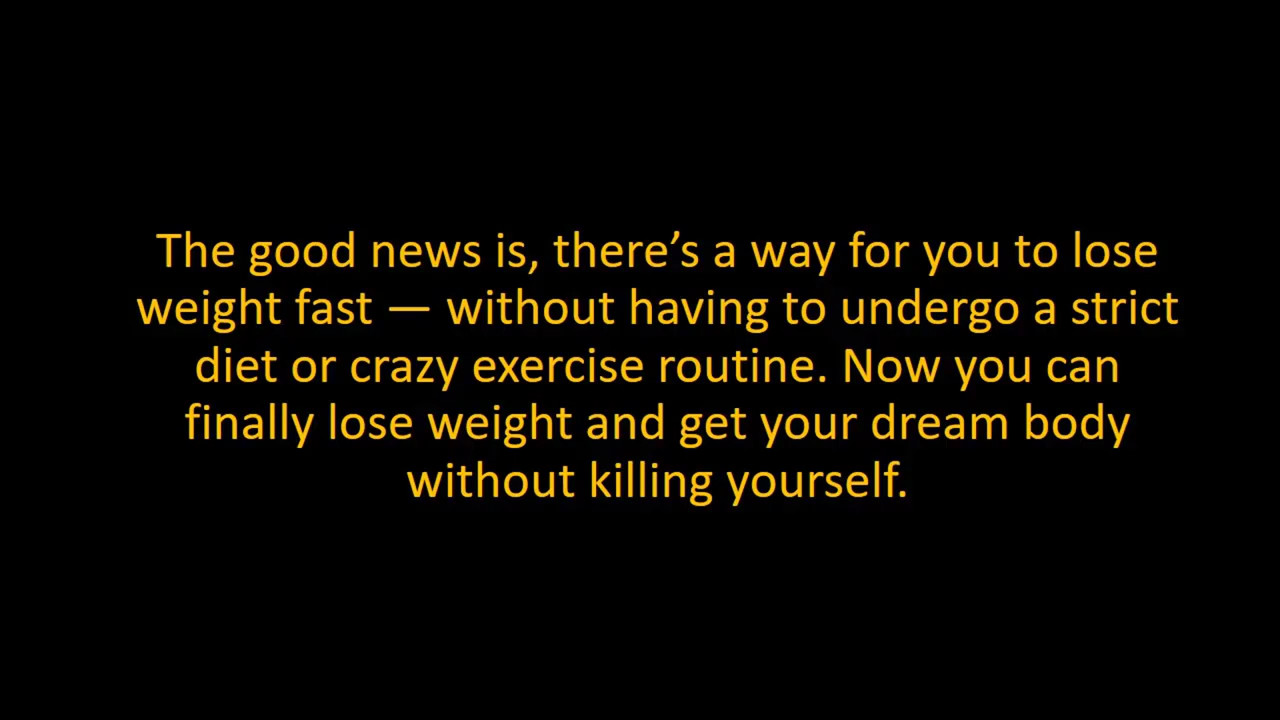 The good news is, there’s a way for you to lose
weight fast — without having to undergo a strict
diet or crazy exercise routine. Now you can
finally lose weight and get your dream body
without killing yourself.